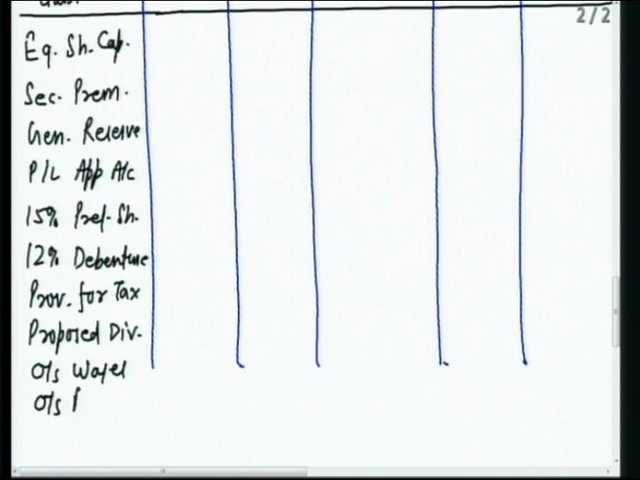 2/2
Eq. Sh. Cap.
Sec. Prem.
Gen. Reserve
P/L App A/c
15% Pref. Sh.
12% Debenture
Prov. for Tax
Proposed Div.
O/s Wages
O/s